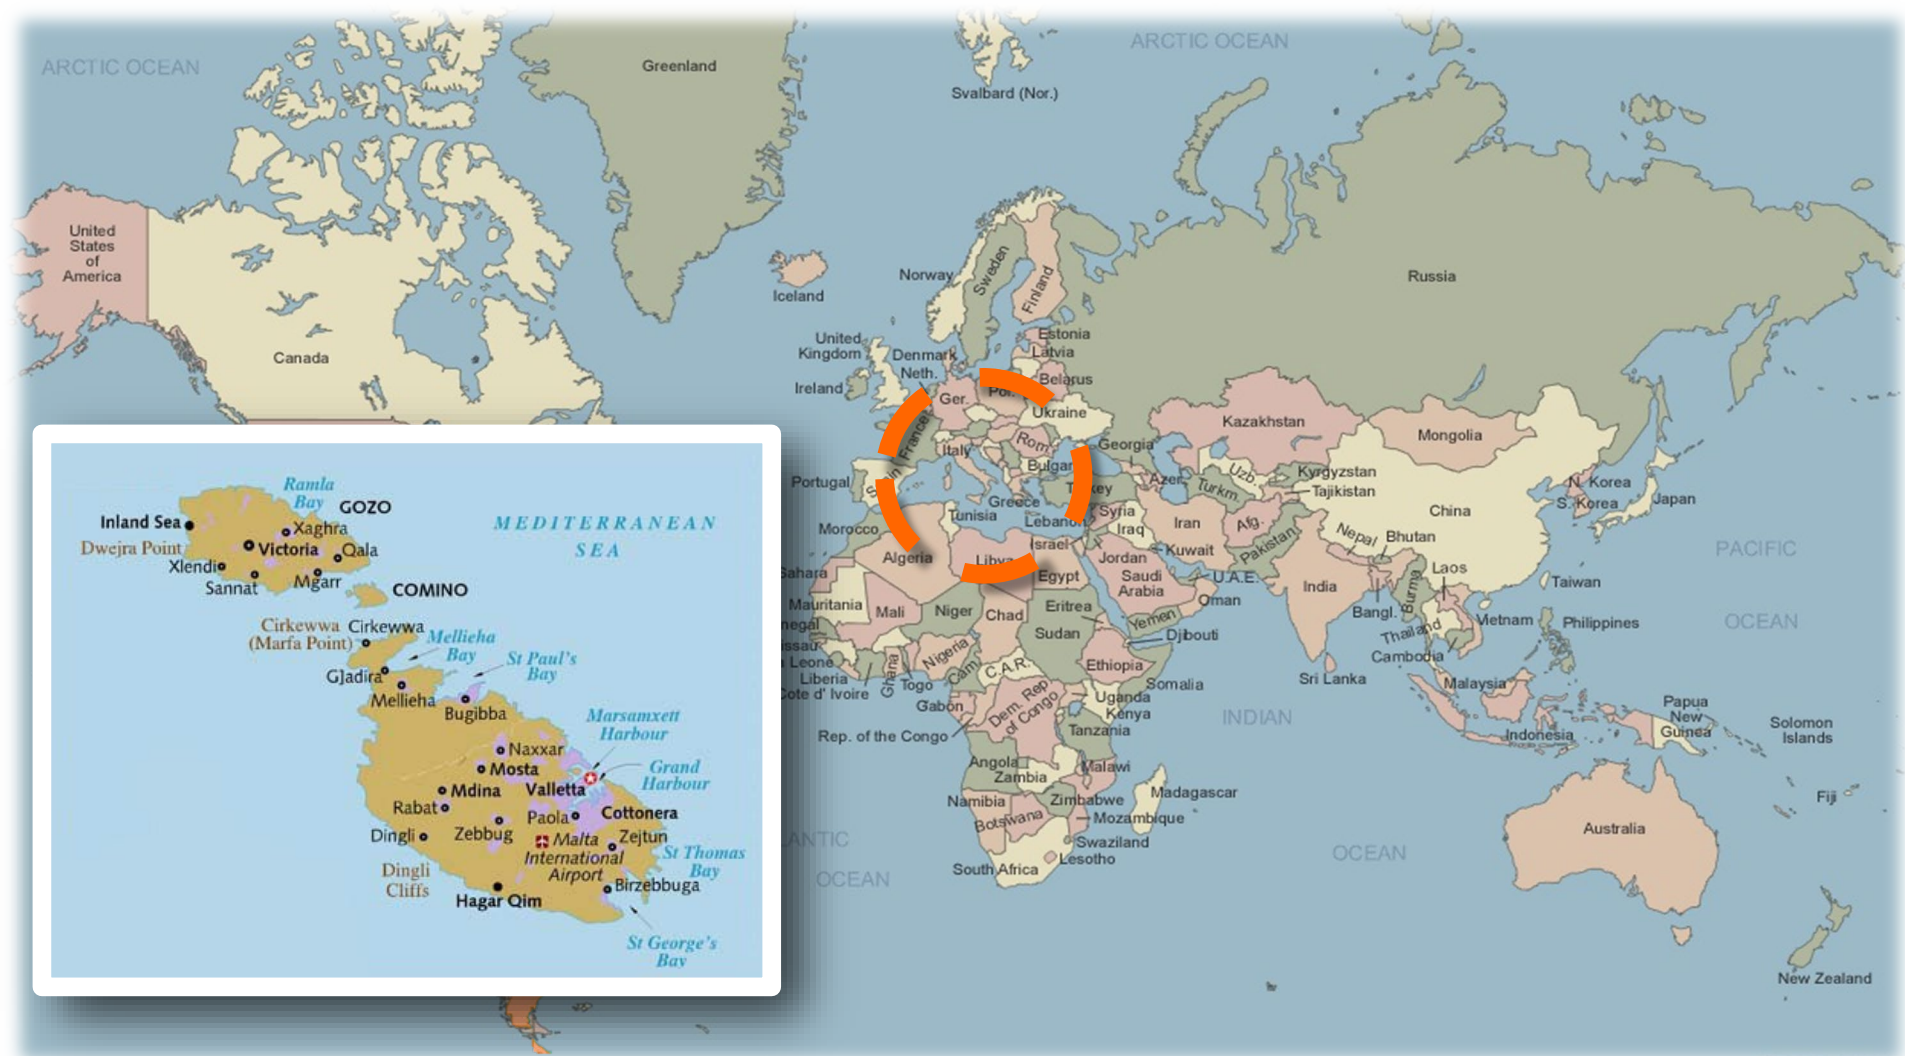 ARCTIC OCEAN
Greenland
ARCTIC OCEAN
Svalbard (Nor.)
United
States
of
America
Canada
Iceland
Norway
Sweden
Finland
Russia
Estonia
Latvia
United
Kingdom
Denmark
Neth.
Belarus
Ireland
Ger.
Pol.
Ukraine
France
Kazakhstan
Mongolia
Italy
Rom.
Georgia
Bulgar
Portugal
Azer.
Uzb.
Turkm.
Kyrgyzstan
Tajikistan
N. Korea
S. Korea
Japan
China
Greece
Tunisia
Lebanon
Syria
Iraq
Iran
Afg.
Pakistan
Nepal
Bhutan
Morocco
Algeria
Libya
Israel
Egypt
Jordan
Kuwait
Saudi
Arabia
U.A.E.
Oman
Yemen
India
Bangl.
Burma
Laos
Taiwan
PACIFIC
OCEAN
Sahara
Mauritania
Mali
Niger
Chad
Eritrea
Sudan
Djibouti
Thailand
Vietnam
Philippines
Cambodia
negal
issau
Leone
Liberia
Cote d' Ivoire
Ghana
Togo
Nigeria
Cam.
C.A.R.
Ethiopia
Somalia
Sri Lanka
Malaysia
Gabon
Dem. Rep.
of Congo
Uganda
Kenya
INDIAN
Rep. of the Congo
Tanzania
Indonesia
Papua
New
Guinea
Solomon
Islands
Angola
Zambia
Malawi
Namibia
Botswana
Zimbabwe
Mozambique
Madagascar
Fiji
Australia
ANTIC
OCEAN
Swaziland
Lesotho
South Africa
OCEAN
New Zealand
Ramla
Bay
GOZO
Inland Sea
Xaghra
MEDITERRANEAN
SEA
Dwejra Point
Victoria
Qala
Xlendi
Sannat
Mgarr
COMINO
Cirkewwa
(Marfa Point)
Cirkewwa
Mellieha
Bay
St Paul's
Bay
GJadira
Mellieha
Bugibba
Marsamxett
Harbour
Naxxar
Mosta
Grand
Harbour
Mdina
Valletta
Rabat
Paola
Cottonera
Dingli
Zebbug
Malta
International
Airport
Zejtun
St Thomas
Bay
Dingli
Cliffs
Birzebbuga
Hagar Qim
St George's
Bay